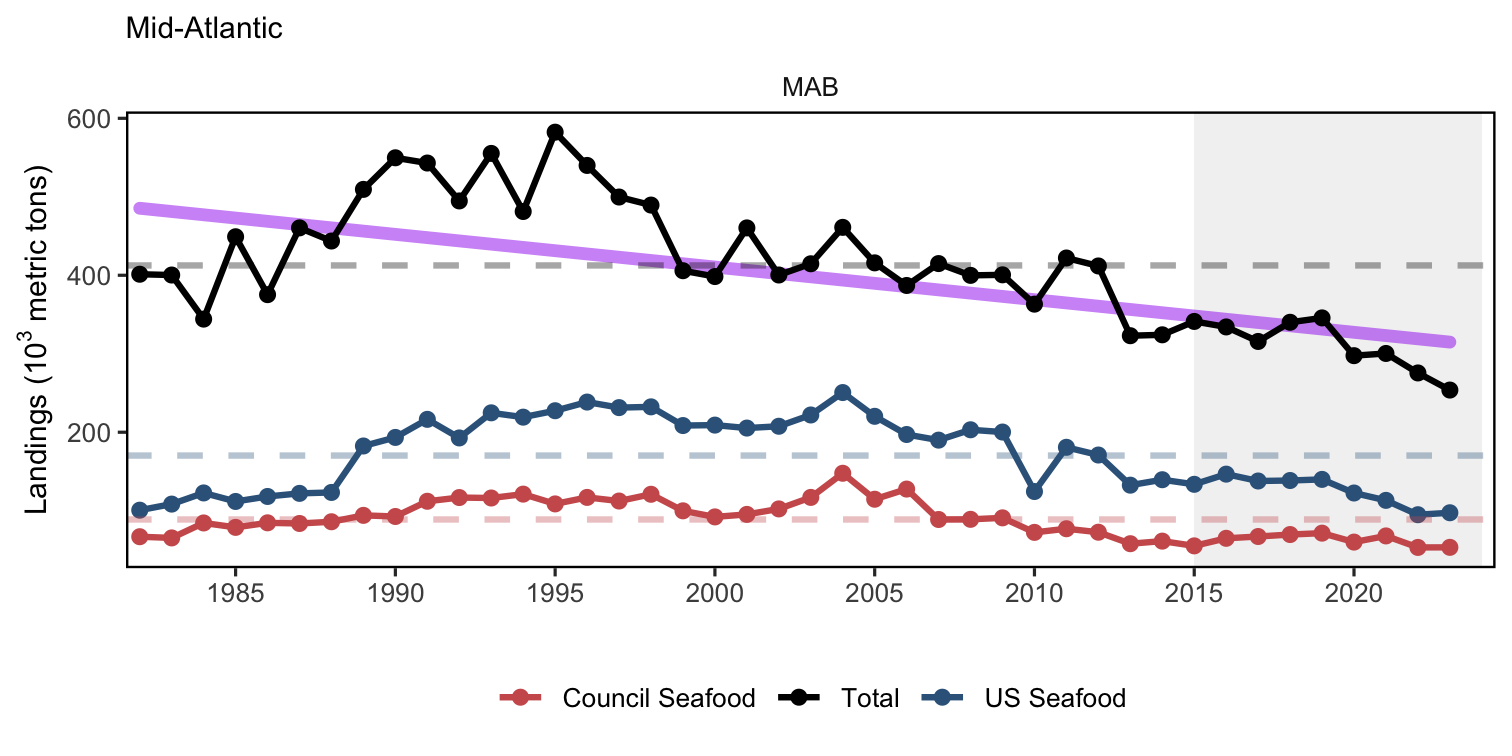 Mid-Atlantic
MAB
600
400
200
Landings (10³ metric tons)
1985 1990 1995 2000 2005 2010 2015 2020
Council Seafood Total US Seafood